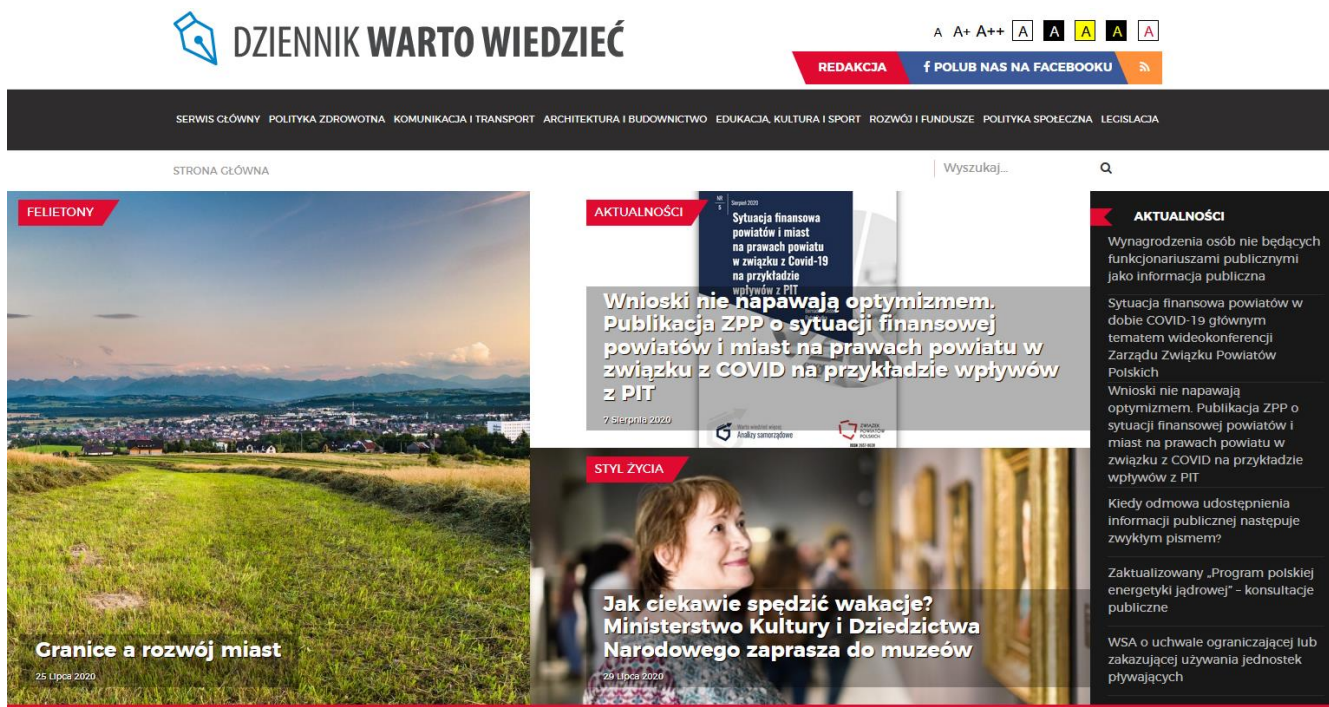 DZIENNIK WARTO WIEDZIEĆ
A A+ A++ A A A A A
REDAKCJA
f POLUB NAS NA FACEBOOKU
SERWIS GŁÓWNY POLITYKA ZDROWOTNA KOMUNIKACJA I TRANSPORT ARCHITEKTURA I BUDOWNICTWO EDUKACJA, KULTURA I SPORT ROZWÓJ I FUNDUSZE POLITYKA SPOŁECZNA LEGISLACJA
STRONA GŁÓWNA
Wyszukaj...
FELIETONY
Granice a rozwój miast
25 Lipca 2020
AKTUALNOŚCI
Sierpień 2020
Sytuacja finansowa
powiatów i miast
na prawach powiatu
w związku z Covid-19
na przykładzie
wpływów z PIT
Wnioski nie napawają optymizmem.
Publikacja ZPP o sytuacji finansowej
powiatów i miast na prawach powiatu w
związku z COVID na przykładzie wpływów
z PIT
7 Sierpnia 2020
Warto wiedzieć więcej
Analizy samorządowe
ZWIĄZEK
POWIATÓW
POLSKICH
STYL ŻYCIA
Jak ciekawie spędzić wakacje?
Ministerstwo Kultury i Dziedzictwa
Narodowego zaprasza do muzeów
29 Lipca 2020
AKTUALNOŚCI
Wynagrodzenia osób nie będących
funkcjonariuszami publicznymi
jako informacja publiczna
Sytuacja finansowa powiatów w
dobie COVID-19 głównym
tematem wideokonferencji
Zarządu Związku Powiatów
Polskich
Wnioski nie napawają
optymizmem. Publikacja ZPP o
sytuacji finansowej powiatów i
miast na prawach powiatu w
związku z COVID na przykładzie
wpływów z PIT
Kiedy odmowa udostępnienia
informacji publicznej następuje
zwykłym pismem?
Zaktualizowany „Program polskiej
energetyki jądrowej” – konsultacje
publiczne
WSA o uchwale ograniczającej lub
zakazującej używania jednostek
pływających